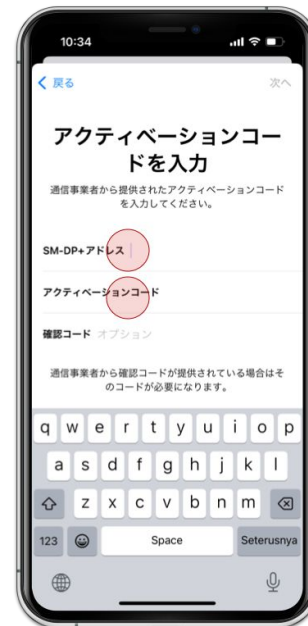 10:34
戻る 次へ
アクティベーションコー
ドを入力
通信事業者から提供されたアクティベーションコード
を入力してください。
SM-DP+アドレス
アクティベーションコード
確認コード オプション
通信事業者から確認コードが提供されている場合はそ
のコードが必要になります。
q w e r t y u i o p
a s d f g h j k l
z x c v b n m
123 Space Seterusnya